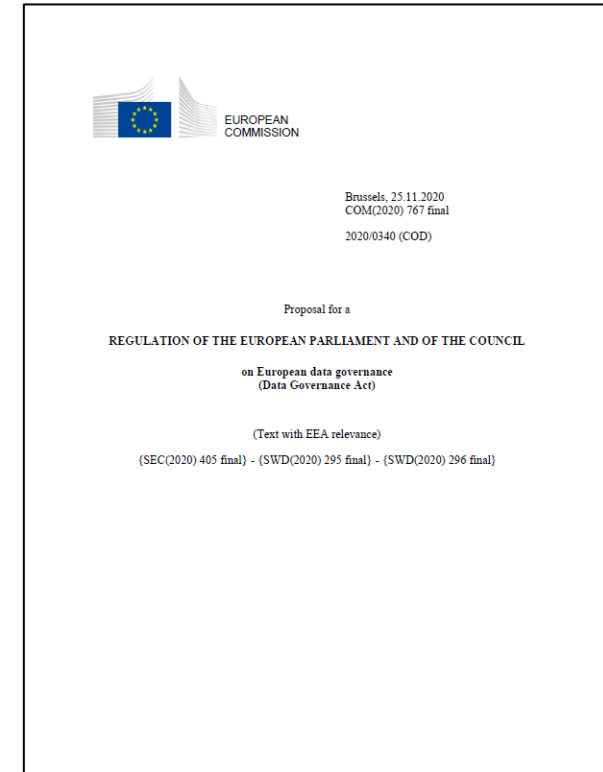 EUROPEAN
COMMISSION
Brussels, 25.11.2020
COM(2020) 767 final
2020/0340 (COD)
Proposal for a
REGULATION OF THE EUROPEAN PARLIAMENT AND OF THE COUNCIL
on European data governance
(Data Governance Act)
(Text with EEA relevance)
{SEC(2020) 405 final} - {SWD(2020) 295 final} - {SWD(2020) 296 final}